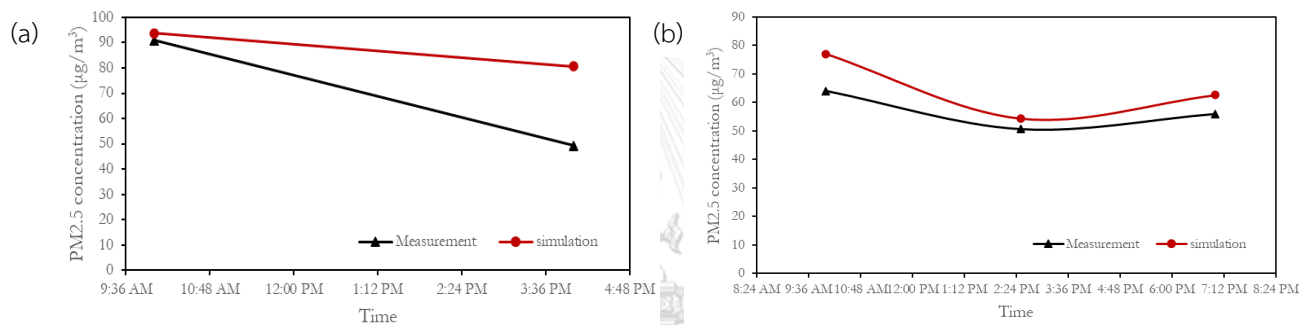 (a)
PM2.5 concentration (µg/m³)
100
90
80
70
60
50
40
30
20
10
0
9:36 AM 10:48 AM 12:00 PM 1:12 PM 2:24 PM 3:36 PM 4:48 PM
Time
Measurement simulation
(b)
PM2.5 concentration (µg/m³)
90
80
70
60
50
40
30
20
10
0
8:24 AM 9:36 AM 10:48 AM 12:00 PM 1:12 PM 2:24 PM 3:36 PM 4:48 PM 6:00 PM 7:12 PM 8:24 PM
Time
Measurement simulation